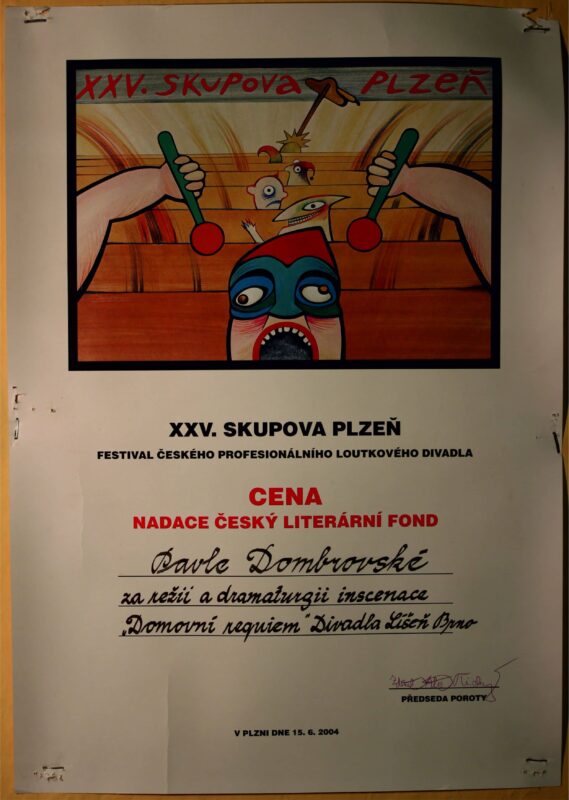 XXV. SKUPOVA PLZEŇ
XXV. SKUPOVA PLZEŇ
FESTIVAL ČESKÉHO PROFESIONÁLNÍHO LOUTKOVÉHO DIVADLA
CENA
NADACE ČESKÝ LITERÁRNÍ FOND
Pavle Dombrovské
za režii a dramaturgii inscenace
„Domovní requiem" Divadla Líšeň Brno
PŘEDSEDA POROTY
V PLZNI DNE 15. 6. 2004